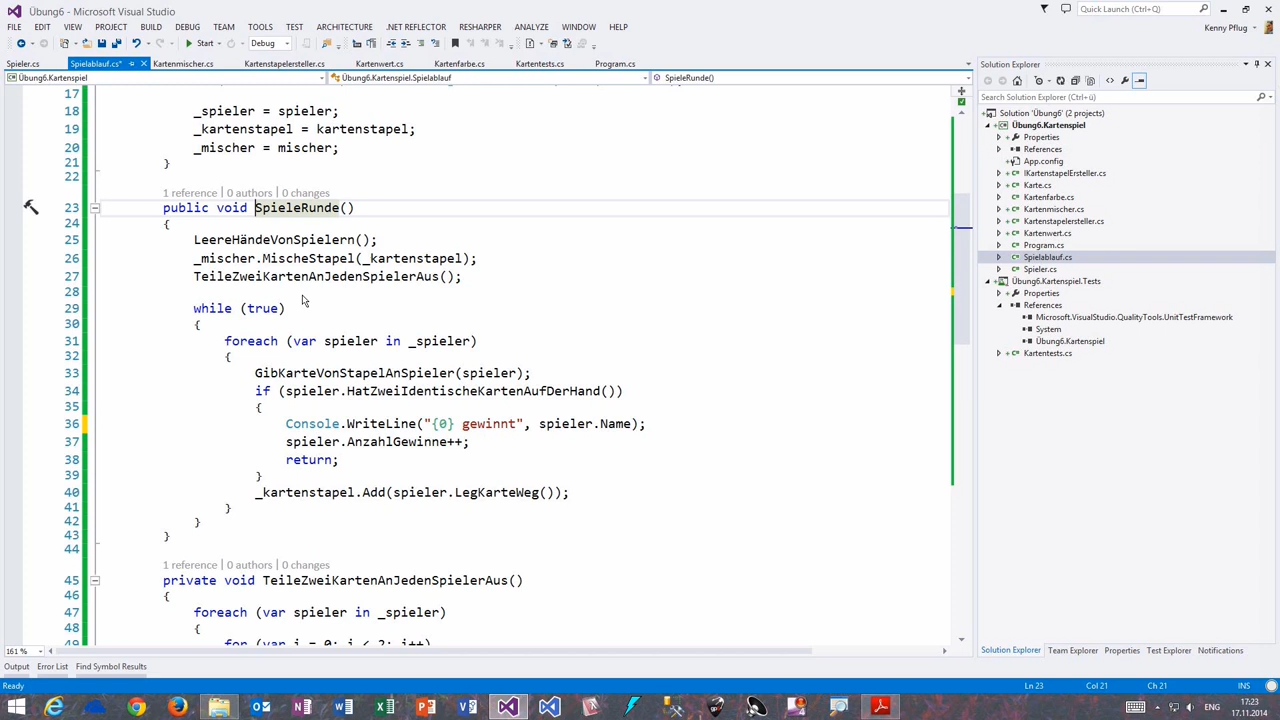 Übung6 - Microsoft Visual Studio
Quick Launch (Ctrl+Q)
FILE EDIT VIEW PROJECT BUILD DEBUG TEAM TOOLS TEST ARCHITECTURE .NET REFLECTOR RESHARPER ANALYZE WINDOW HELP
Kenny Pflug
Start Debug
Spieler.cs Spielablauf.cs* Kartenmischer.cs Kartenstapelersteller.cs Kartenwert.cs Kartenfarbe.cs Kartentests.cs Program.cs
Übung6.Kartenspiel Übung6.Kartenspiel.Spielablauf SpieleRunde()
17
18 _spieler = spieler;
19 _kartenstapel = kartenstapel;
20 _mischer = mischer;
21 }
22
1 reference | 0 authors | 0 changes
23 public void SpieleRunde()
24 {
25 LeereHändeVonSpielern();
26 _mischer.MischeStapel(_kartenstapel);
27 TeileZweiKartenAnJedenSpielerAus();
28
29 while (true)
30 {
31 foreach (var spieler in _spieler)
32 {
33 GibKarteVonStapelAnSpieler(spieler);
34 if (spieler.HatZweiIdentischeKartenAufDerHand())
35 {
36 Console.WriteLine("{0} gewinnt", spieler.Name);
37 spieler.AnzahlGewinne++;
38 return;
39 }
40 _kartenstapel.Add(spieler.LegKarteWeg());
41 }
42 }
43 }
44
1 reference | 0 authors | 0 changes
45 private void TeileZweiKartenAnJedenSpielerAus()
46 {
47 foreach (var spieler in _spieler)
48 {
49 for (var i = 0; i < 2; i++)
161 %
Solution Explorer
Search Solution Explorer (Ctrl+ü)
Solution 'Übung6' (2 projects)
Übung6.Kartenspiel
Properties
References
App.config
IKartenstapelErsteller.cs
Karte.cs
Kartenfarbe.cs
Kartenmischer.cs
Kartenstapelersteller.cs
Kartenwert.cs
Program.cs
Spielablauf.cs
Spieler.cs
Übung6.Kartenspiel.Tests
Properties
References
Microsoft.VisualStudio.QualityTools.UnitTestFramework
System
Übung6.Kartenspiel
Kartentests.cs
Solution Explorer Team Explorer Properties Test Explorer Notifications
Output Error List Find Symbol Results
Ready Ln 23 Col 21 Ch 21 INS
17:23
17.11.2014